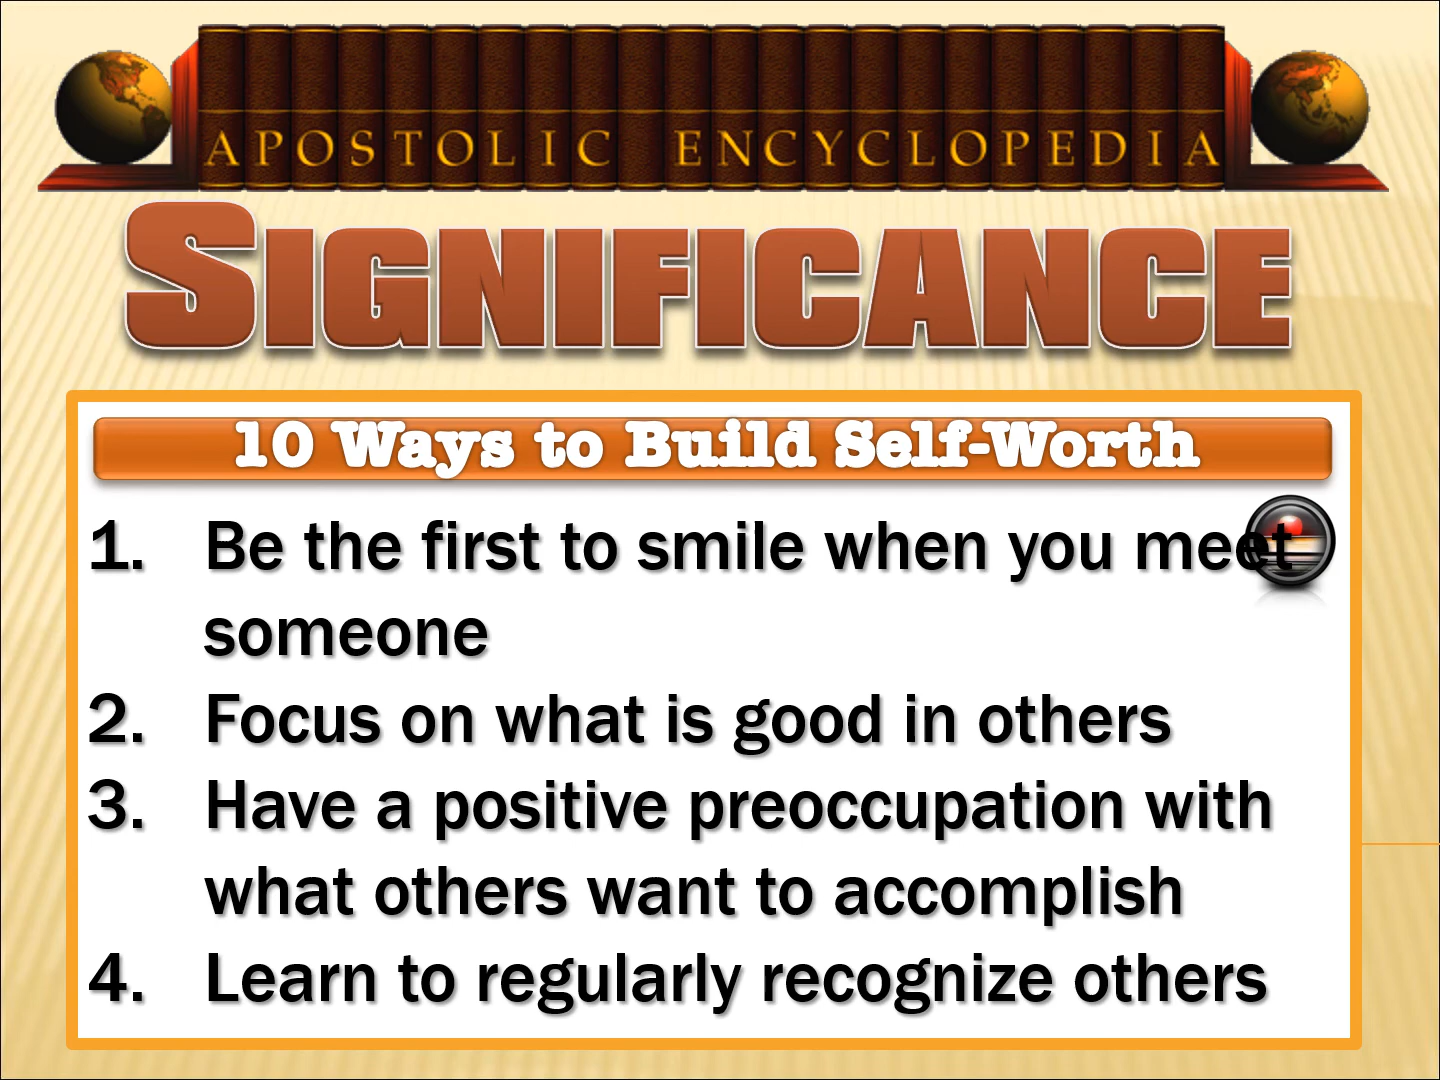 APOSTOLIC ENCYCLOPEDIA
SIGNIFICANCE
10 Ways to Build Self-Worth
1. Be the first to smile when you meet
someone
2. Focus on what is good in others
3. Have a positive preoccupation with
what others want to accomplish
4. Learn to regularly recognize others